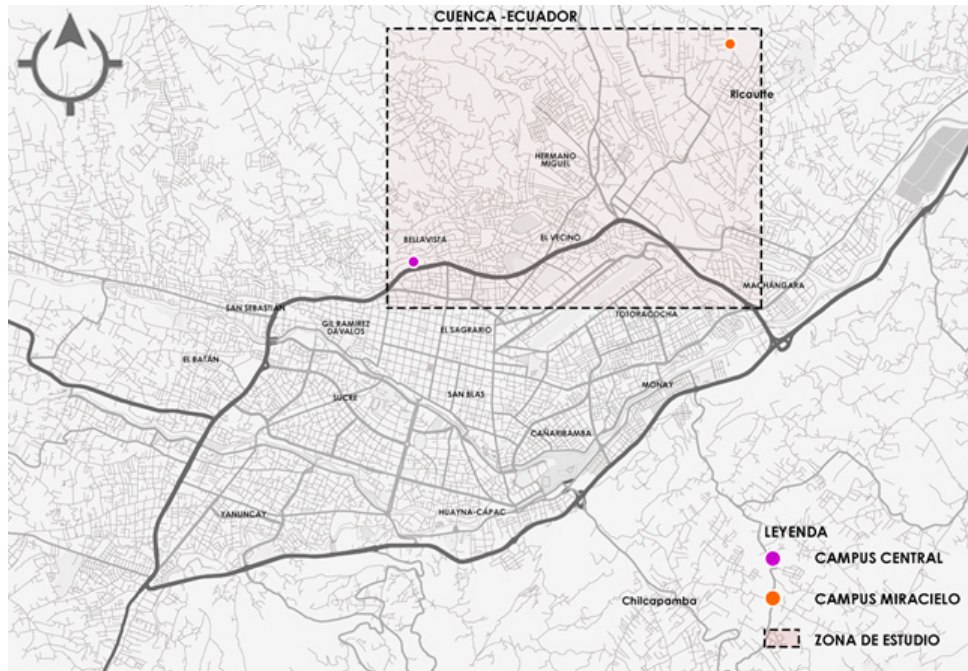 CUENCA -ECUADOR
Ricaurte
HERMANO
MIGUEL
BELLAVISTA
EL VECINO
MACHÁNGARA
SAN SEBASTIÁN
GIL RAMIREZ
DÁVALOS
EL SAGRARIO
TOTORACOCHA
EL BATÁN
SUCRE
SAN BLAS
MONAY
CAÑARIBAMBA
YANUNCAY
HUAYNA-CÁPAC
LEYENDA
CAMPUS CENTRAL
CAMPUS MIRACIELO
Chilcapamba
ZONA DE ESTUDIO